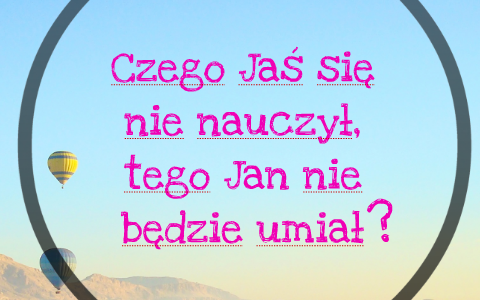 Czego Jaś się
nie nauczył,
tego Jan nie
będzie umiał?